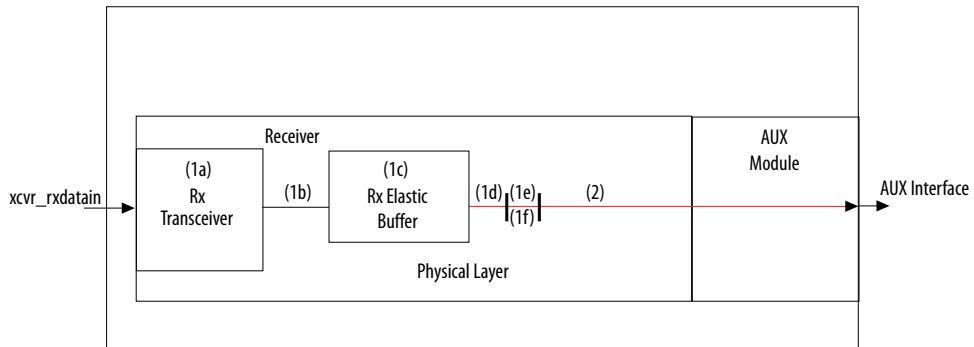 Receiver
AUX
Module
(1a)
Rx
Transceiver
(1b)
(1c)
Rx Elastic
Buffer
(1d)
(1e)
(1f)
(2)
xcvr_rxdatain
AUX Interface
Physical Layer